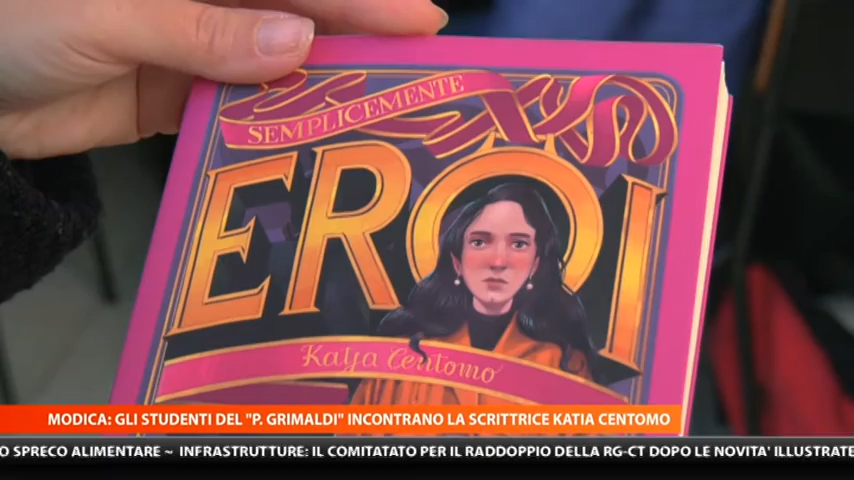 SEMPLICEMENTE
EROI
Katja Centomo
MODICA: GLI STUDENTI DEL "P. GRIMALDI" INCONTRANO LA SCRITTRICE KATIA CENTOMO
O SPRECO ALIMENTARE ~ INFRASTRUTTURE: IL COMITATATO PER IL RADDOPPIO DELLA RG-CT DOPO LE NOVITA' ILLUSTRATE